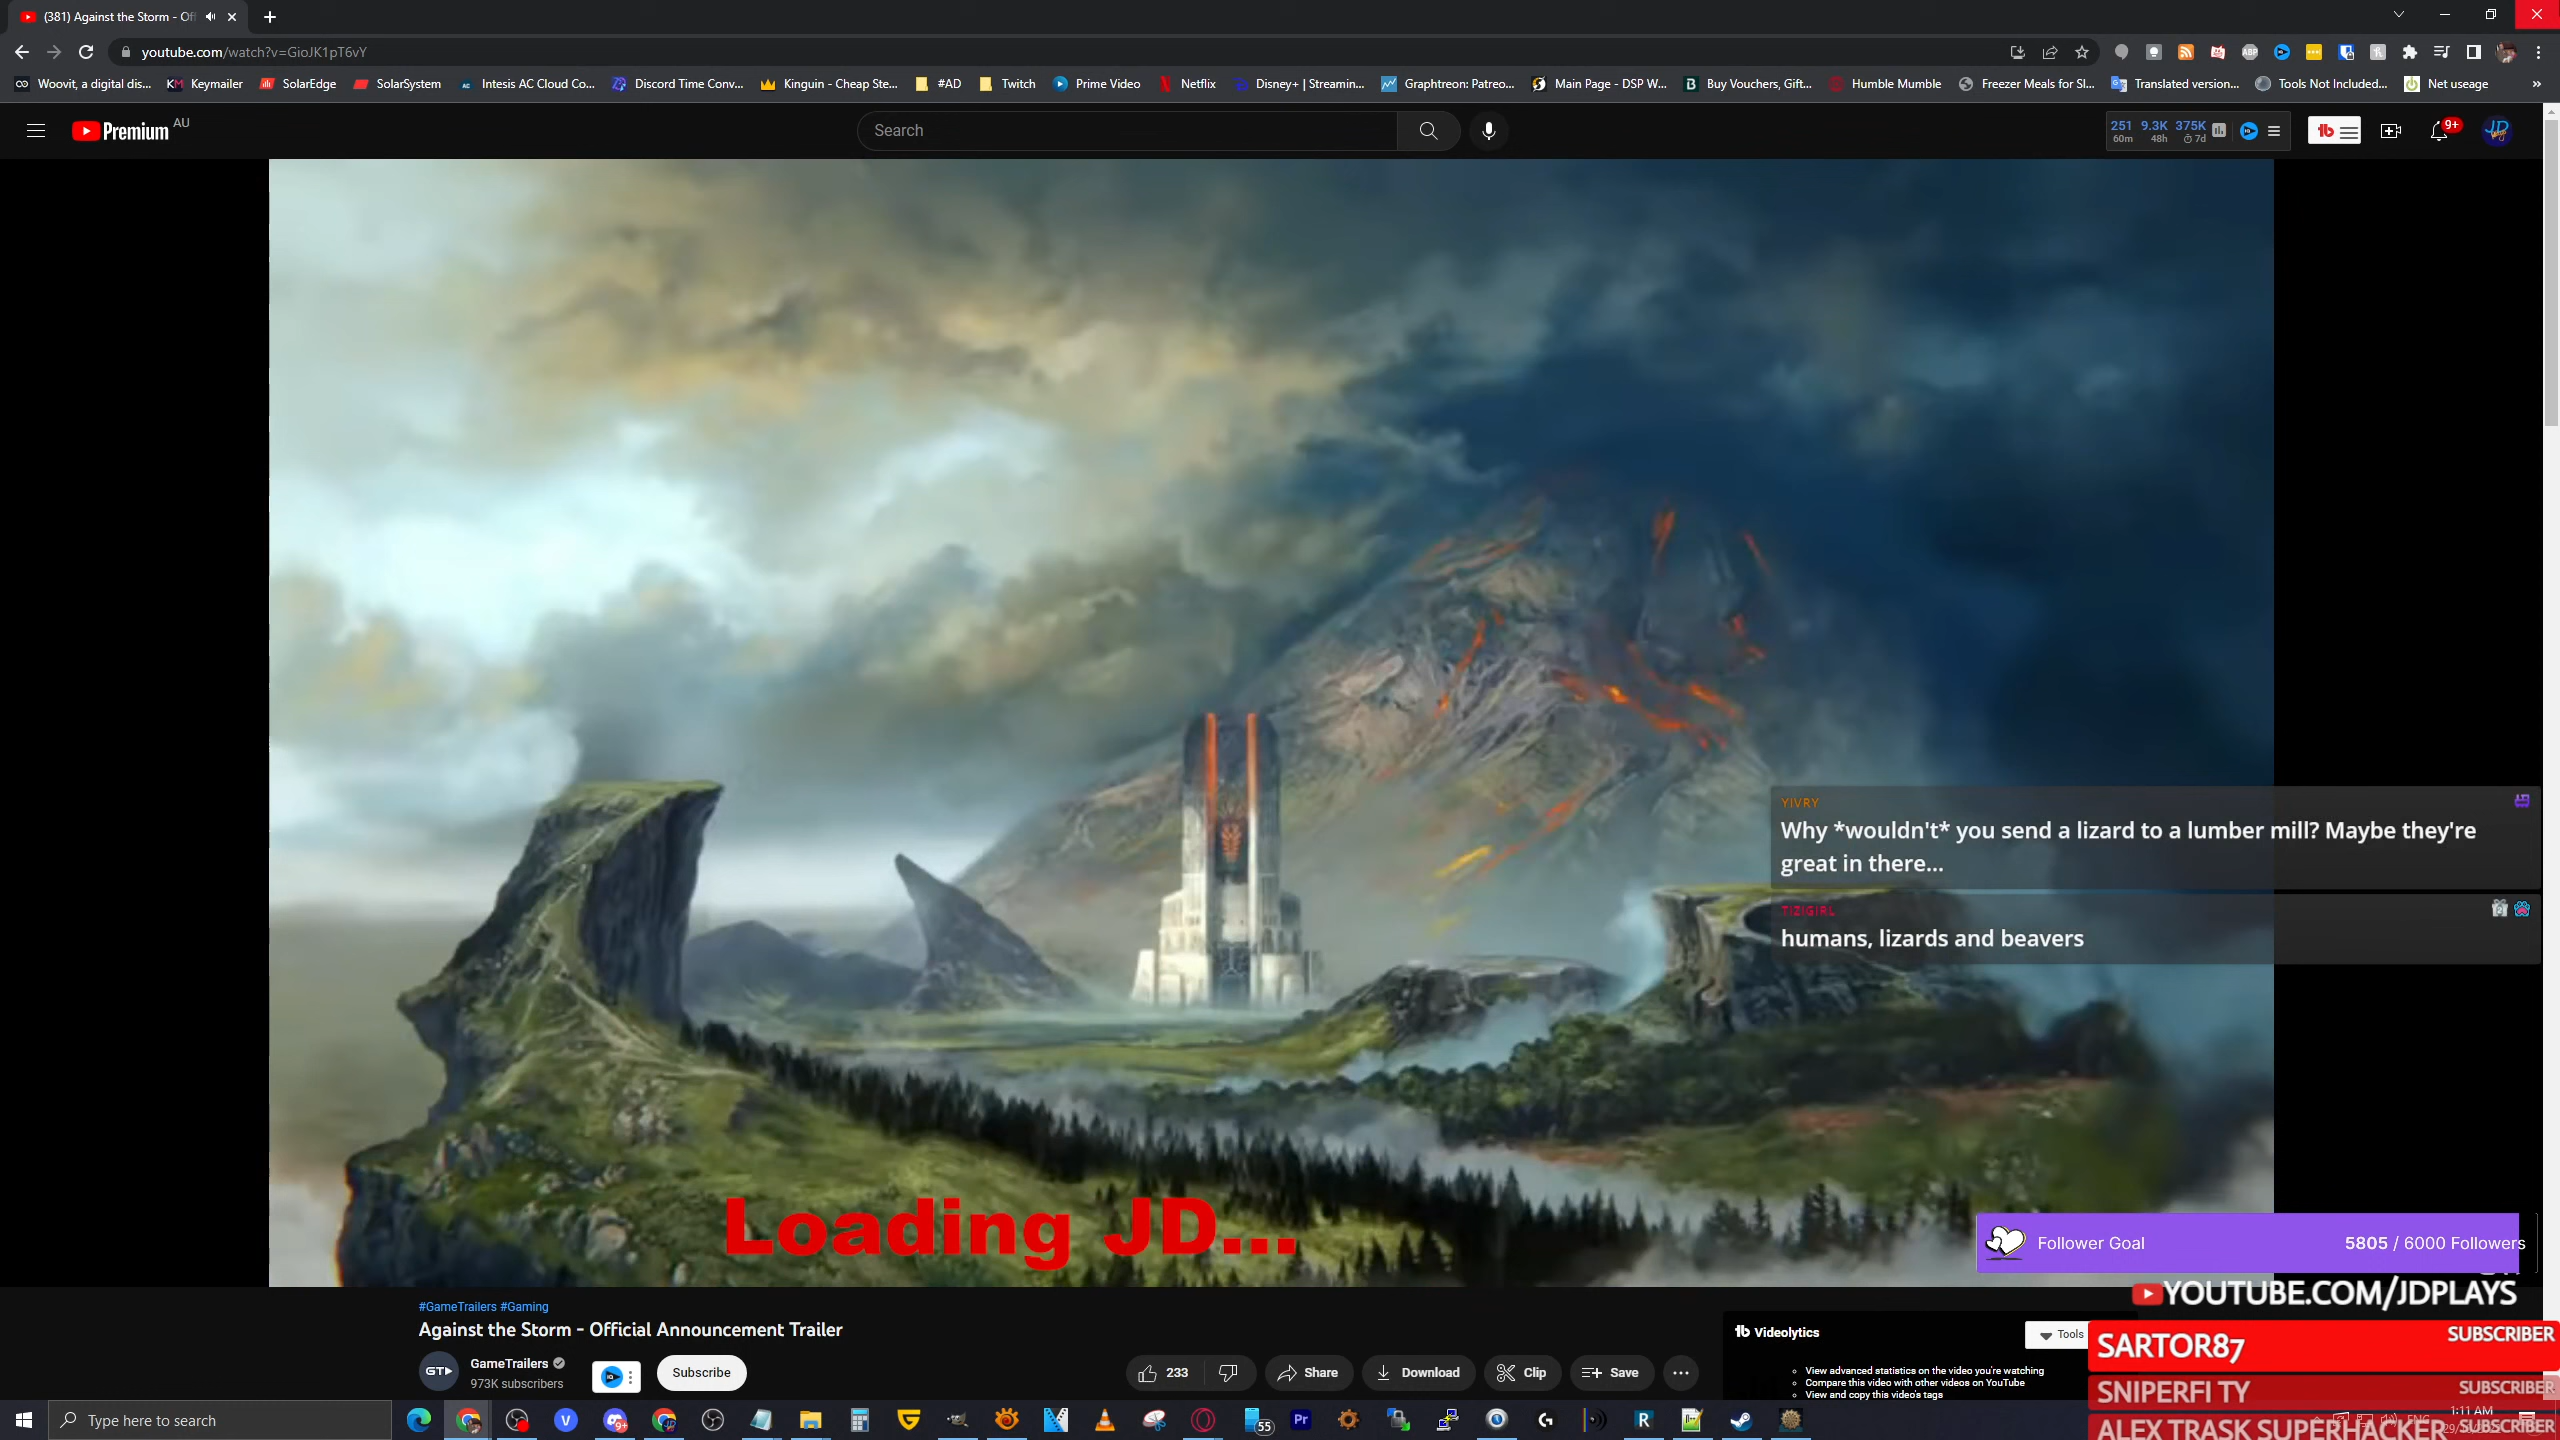 (381) Against the Storm - Off
youtube.com/watch?v=GioJK1pT6vY
Woovit, a digital dis... Keymailer SolarEdge SolarSystem Intesis AC Cloud Co... Discord Time Conv... Kinguin - Cheap Ste... #AD Twitch Prime Video Netflix Disney+ | Streamin... Graphtreon: Patreo... Main Page - DSP W... Buy Vouchers, Gift... Humble Mumble Freezer Meals for Sl... Translated version... Tools Not Included... Net useage »
Premium AU
Search
251 9.3K 375K
60m 48h 7d
9+
YIVRY
Why *wouldn't* you send a lizard to a lumber mill? Maybe they're
great in there...
TIZIGIRL
humans, lizards and beavers
Loading JD...
Follower Goal 5805 / 6000 Followers
YOUTUBE.COM/JDPLAYS
#GameTrailers #Gaming
Against the Storm - Official Announcement Trailer
GameTrailers
973K subscribers
Subscribe
233 Share Download Clip Save
Videolytics
Tools
View advanced statistics on the video you're watching
Compare this video with other videos on YouTube
View and copy this video's tags
SARTOR87 SUBSCRIBER
SNIPERFI TY SUBSCRIBER
ALEX TRASK SUPERHACKER SUBSCRIBER
Type here to search
55
1:11 AM